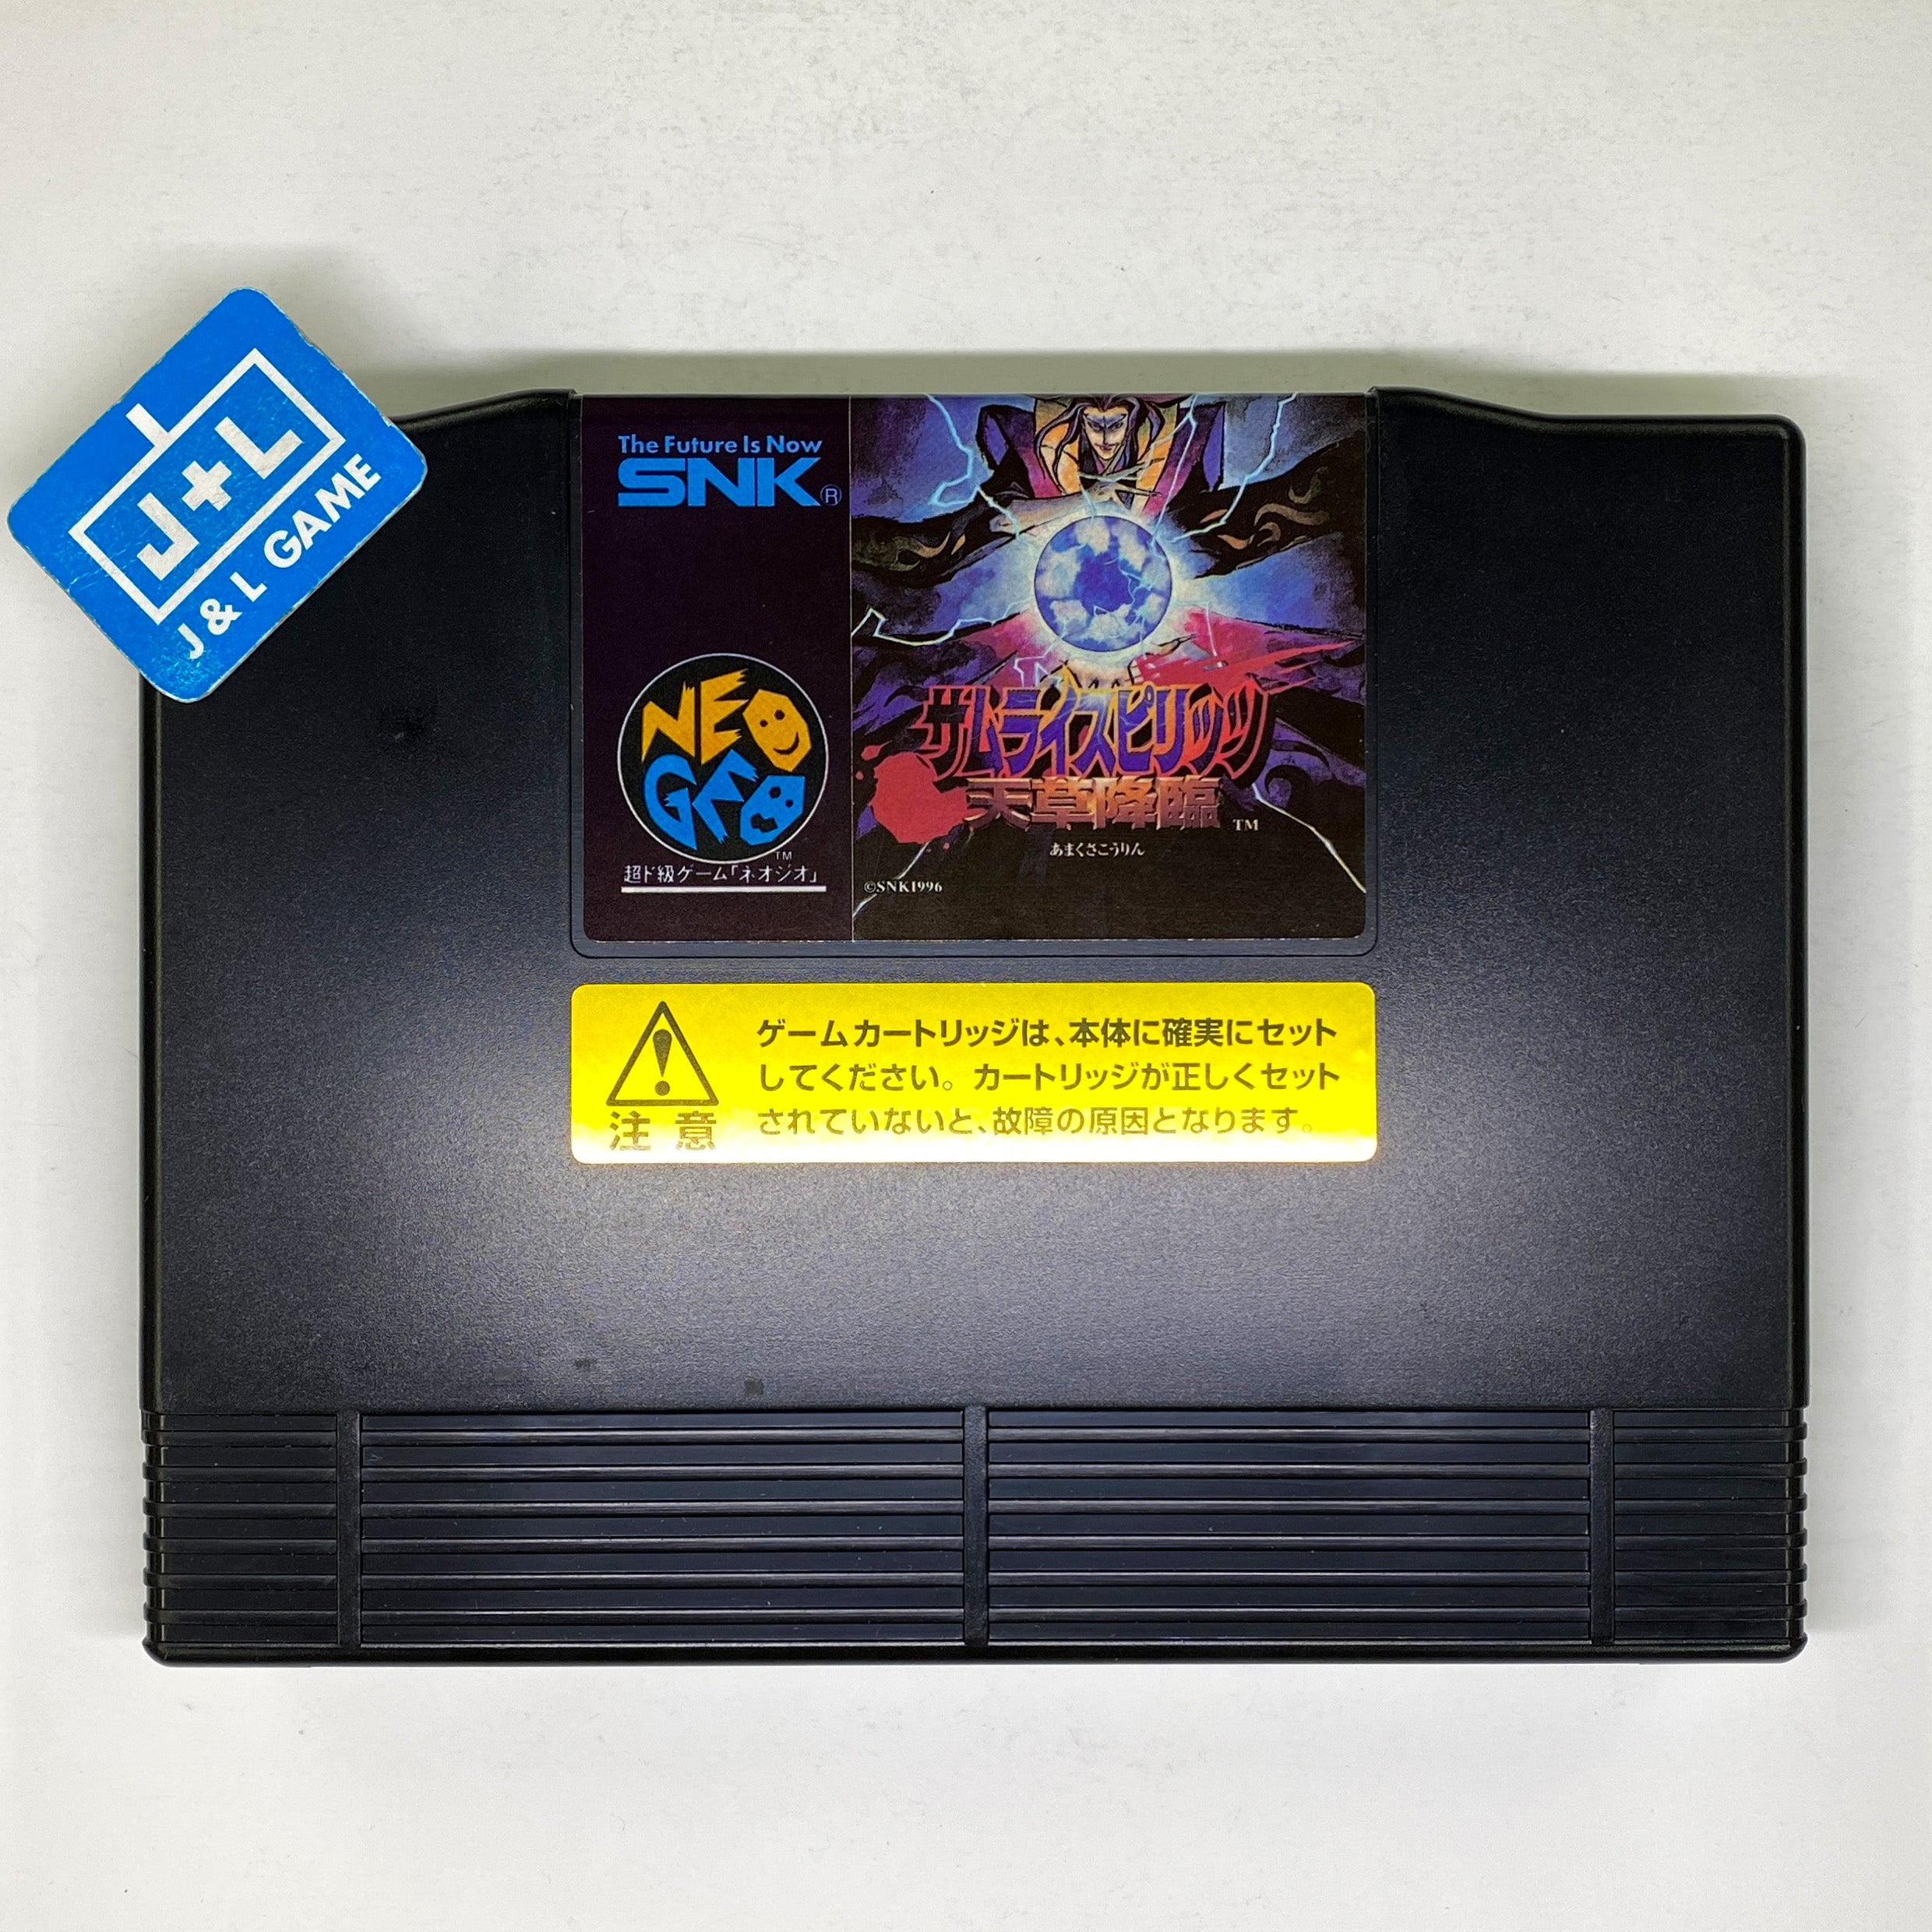 J+L
J & L GAME
The Future Is Now
SNK®
NEO
GEO
TM
超ド級ゲーム「ネオジオ」
サムライスピリッツ
天草降臨 TM
あまくさこうりん
©SNK1996
ゲームカートリッジは、本体に確実にセット
してください。カートリッジが正しくセット
されていないと、故障の原因となります。
注意